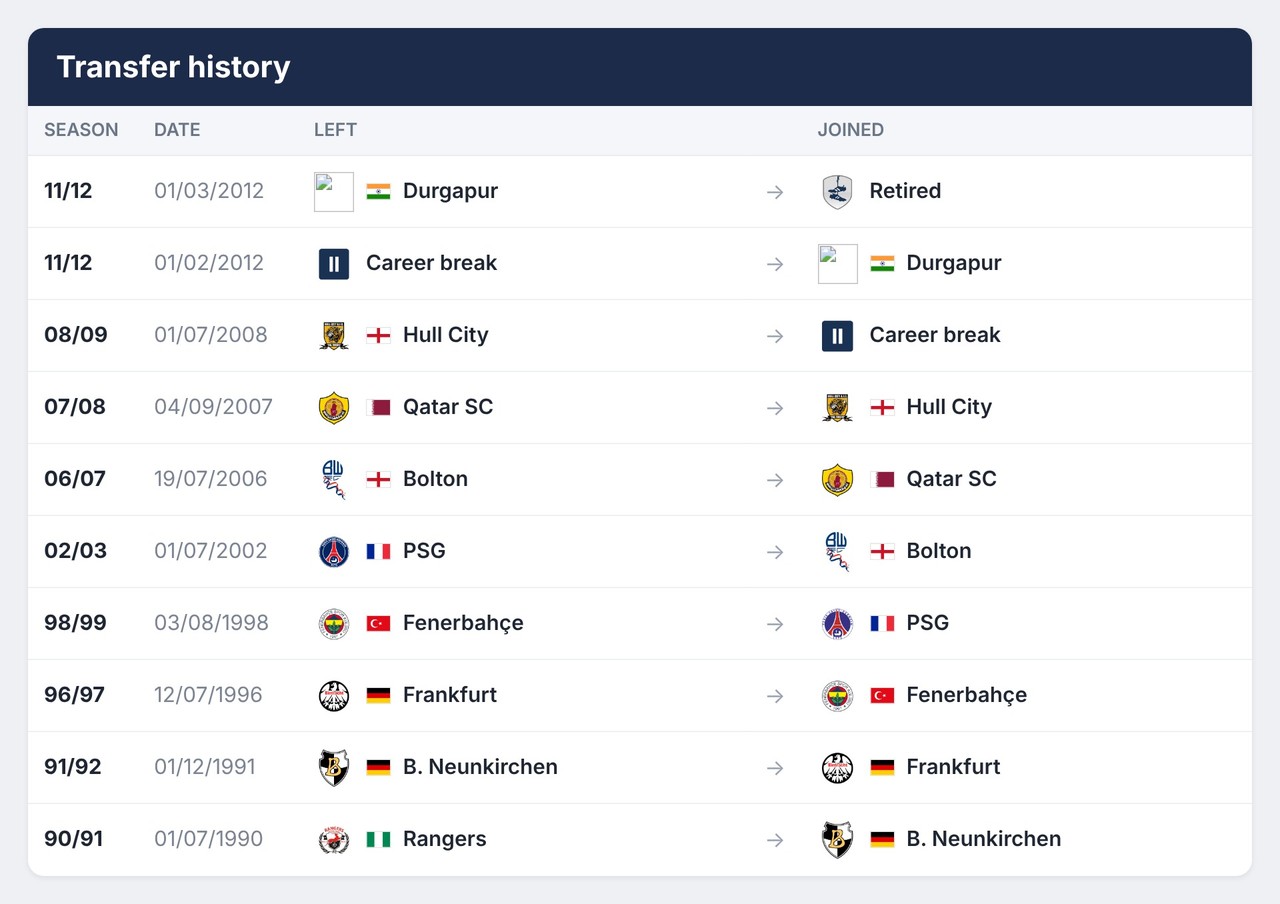 Transfer history
SEASON DATE LEFT JOINED
11/12 01/03/2012 Durgapur → Retired
11/12 01/02/2012 Career break → Durgapur
08/09 01/07/2008 Hull City → Career break
07/08 04/09/2007 Qatar SC → Hull City
06/07 19/07/2006 Bolton → Qatar SC
02/03 01/07/2002 PSG → Bolton
98/99 03/08/1998 Fenerbahçe → PSG
96/97 12/07/1996 Frankfurt → Fenerbahçe
91/92 01/12/1991 B. Neunkirchen → Frankfurt
90/91 01/07/1990 Rangers → B. Neunkirchen